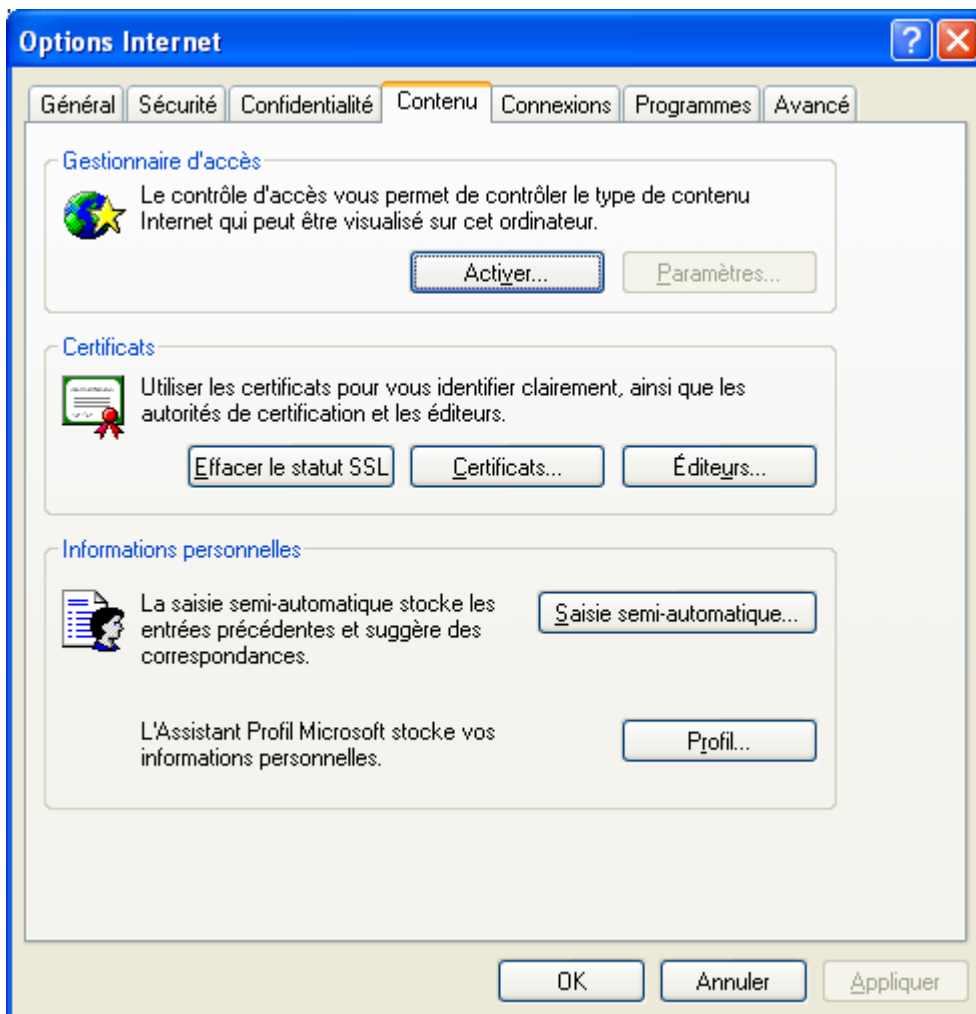 Options Internet
Général Sécurité Confidentialité Contenu Connexions Programmes Avancé
Gestionnaire d'accès
Le contrôle d'accès vous permet de contrôler le type de contenu
Internet qui peut être visualisé sur cet ordinateur.
Activer... Paramètres...
Certificats
Utiliser les certificats pour vous identifier clairement, ainsi que les
autorités de certification et les éditeurs.
Effacer le statut SSL Certificats... Éditeurs...
Informations personnelles
La saisie semi-automatique stocke les
entrées précédentes et suggère des
correspondances.
Saisie semi-automatique...
L'Assistant Profil Microsoft stocke vos
informations personnelles.
Profil...
OK Annuler Appliquer